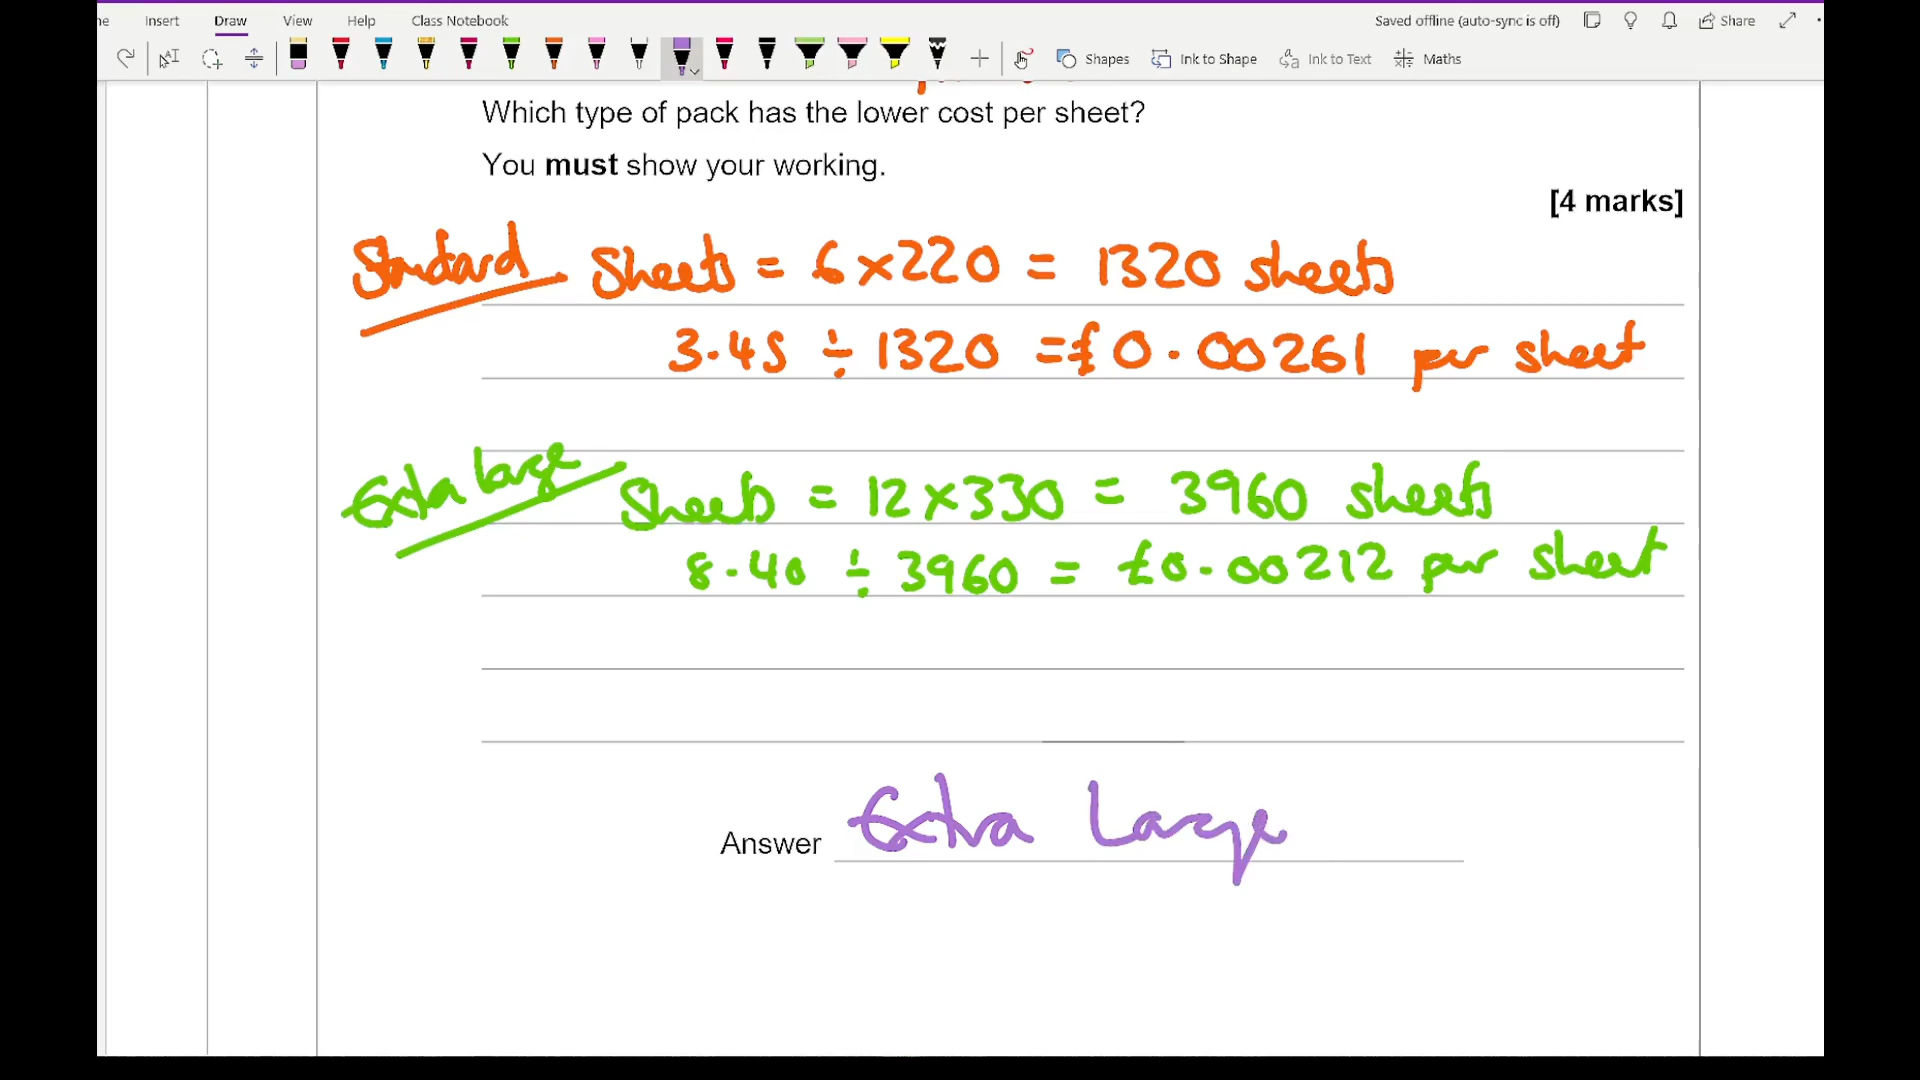 Insert Draw View Help Class Notebook Saved offline (auto-sync is off) Share
Shapes Ink to Shape Ink to Text Maths
Which type of pack has the lower cost per sheet?
You must show your working.
[4 marks]
Standard Sheets = 6 × 220 = 1320 sheets
3.45 ÷ 1320 = £0.00261 per sheet
Extra large Sheets = 12 × 330 = 3960 sheets
8.40 ÷ 3960 = £0.00212 per sheet
Answer Extra Large